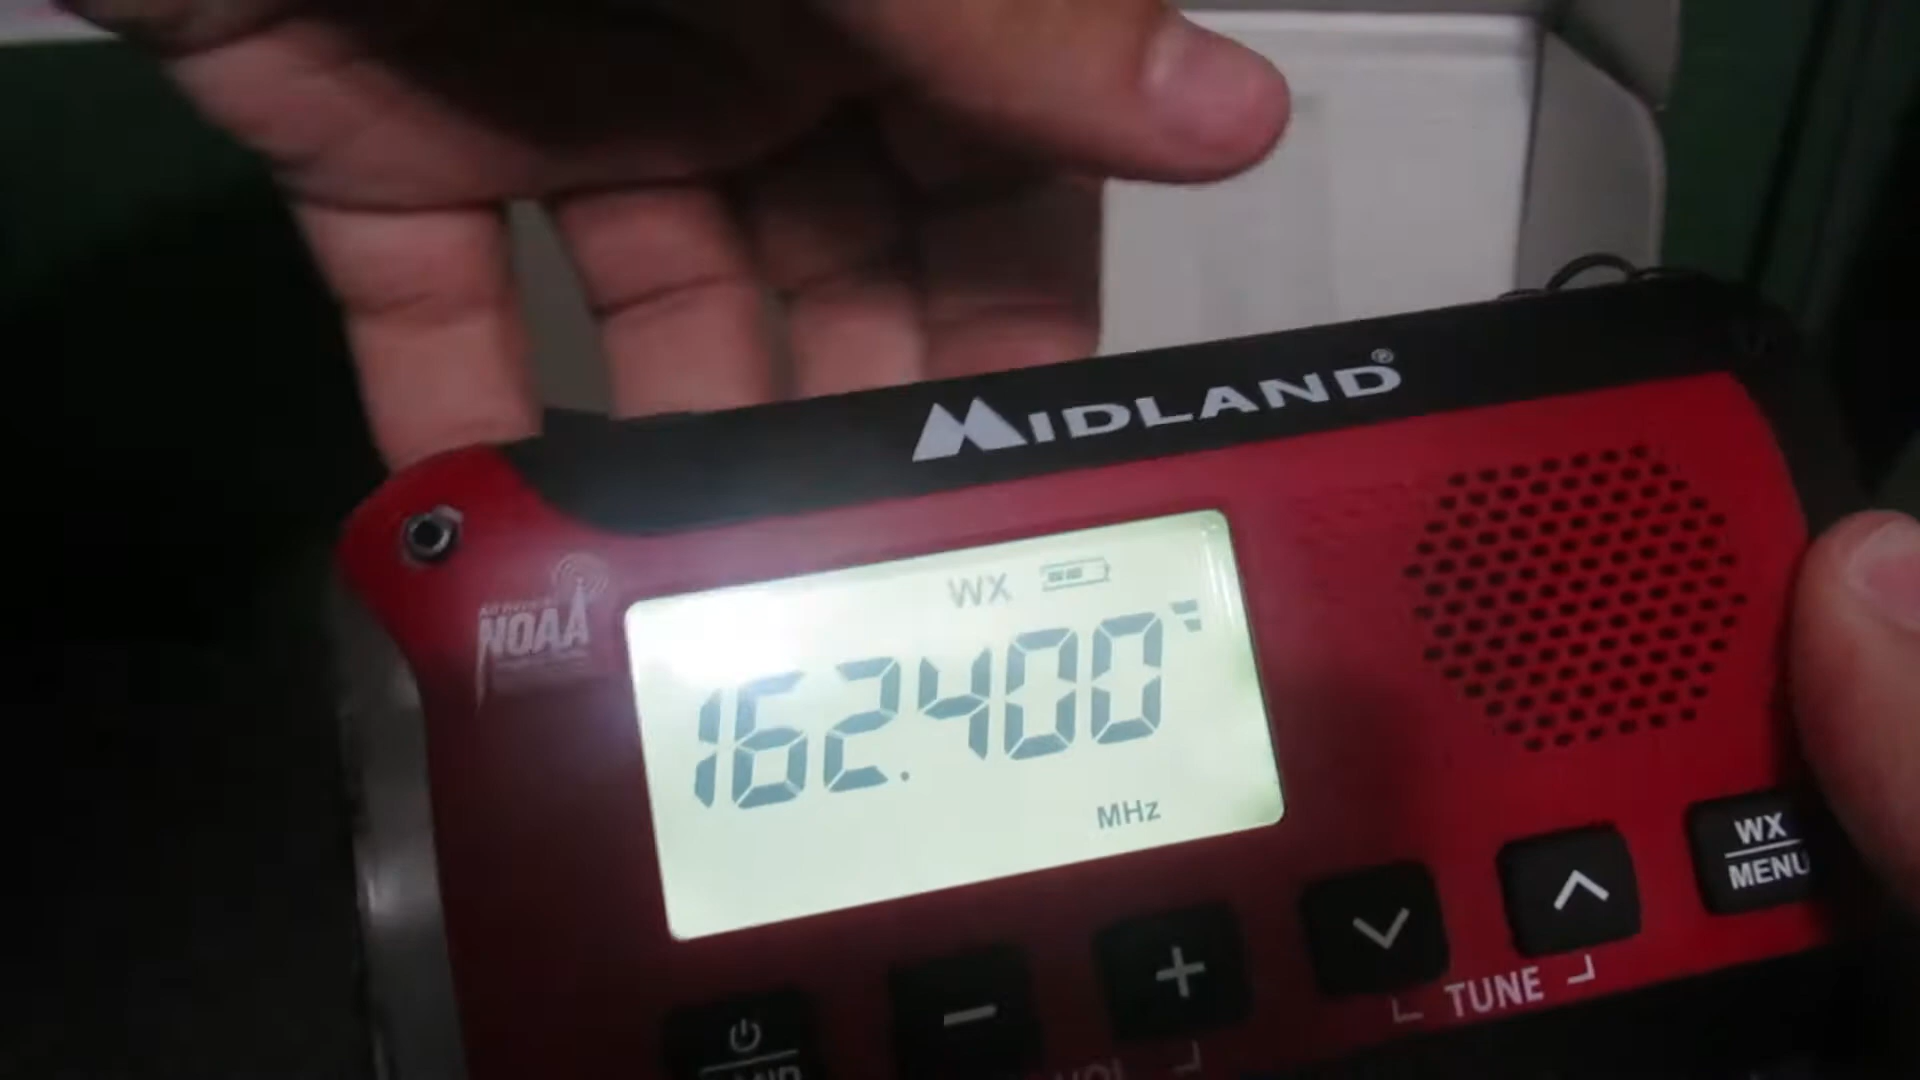 MIDLAND®
NOAA
WX
162.400
MHz
WX
MENU
TUNE